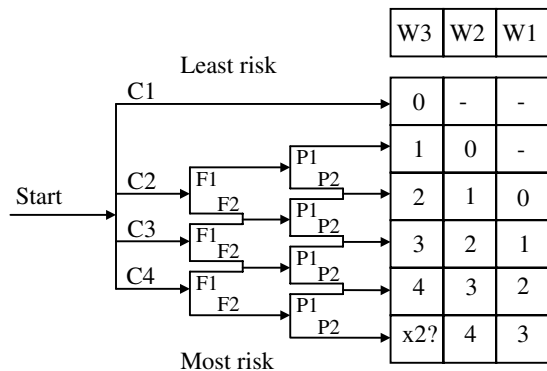 W3 W2 W1
Least risk
C1
0 - -
P1
1 0 -
C2 F1 P2
2 1 0
Start
F2 P1
C3 F1 P2
3 2 1
F2 P1
C4 F1 P2
4 3 2
F2 P1
P2
x2? 4 3
Most risk